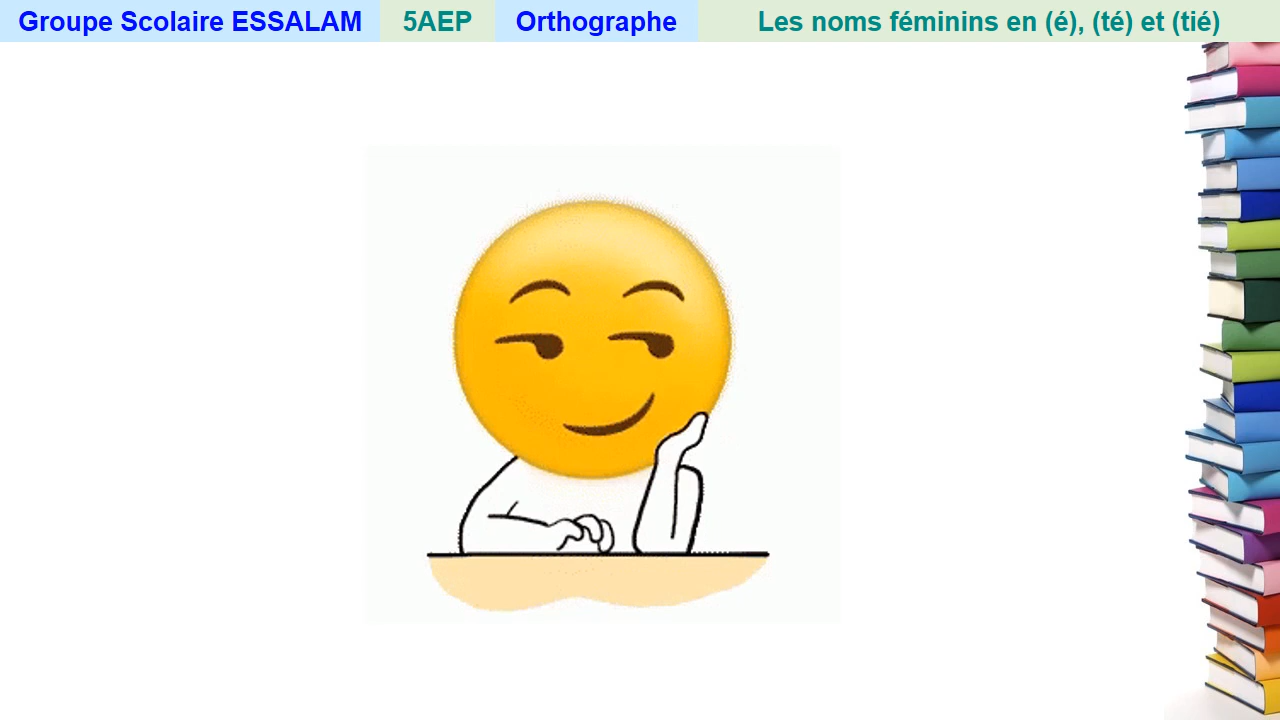 Groupe Scolaire ESSALAM 5AEP Orthographe Les noms féminins en (é), (té) et (tié)